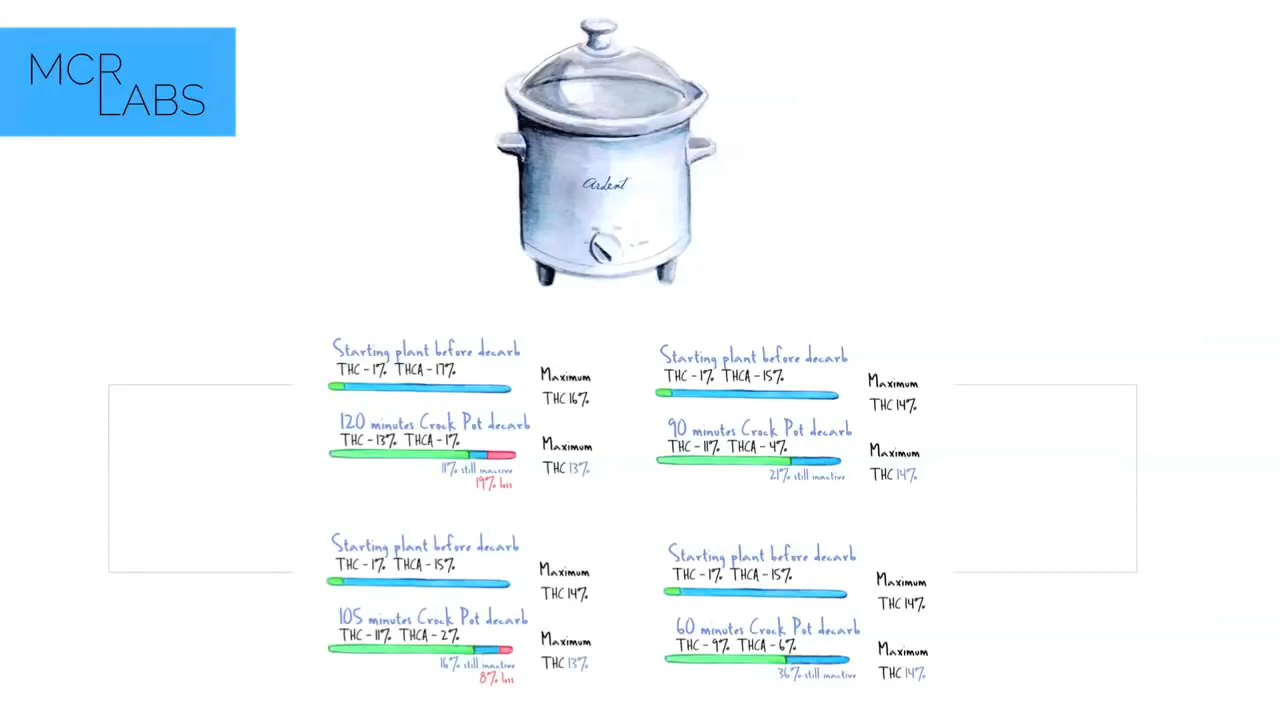 MCR
LABS
Ardent
Starting plant before decarb
THC - 1% THCA - 17%
Maximum
THC 16%
120 minutes Crock Pot decarb
THC - 13% THCA - 1%
Maximum
THC 13%
11% still inactive
19% loss
Starting plant before decarb
THC - 1% THCA - 15%
Maximum
THC 14%
90 minutes Crock Pot decarb
THC - 11% THCA - 4%
Maximum
THC 14%
21% still inactive
Starting plant before decarb
THC - 1% THCA - 15%
Maximum
THC 14%
105 minutes Crock Pot decarb
THC - 11% THCA - 2%
Maximum
THC 13%
16% still inactive
8% loss
Starting plant before decarb
THC - 1% THCA - 15%
Maximum
THC 14%
60 minutes Crock Pot decarb
THC - 9% THCA - 6%
Maximum
THC 14%
36% still inactive